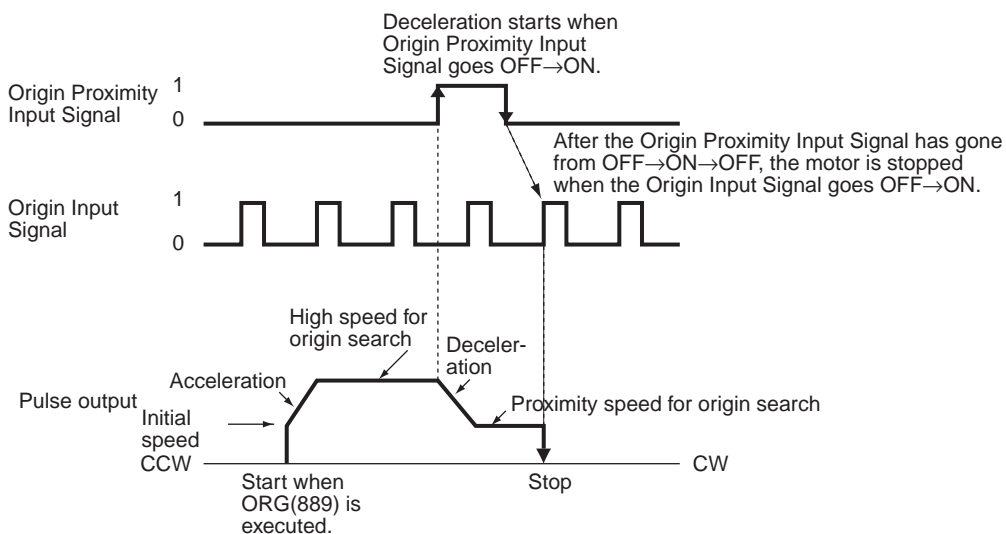 Deceleration starts when
Origin Proximity Input
Signal goes OFF→ON.
Origin Proximity
Input Signal
1
0
After the Origin Proximity Input Signal has gone
from OFF→ON→OFF, the motor is stopped
when the Origin Input Signal goes OFF→ON.
Origin Input
Signal
1
0
High speed for
origin search
Deceler-
ation
Acceleration
Pulse output
Proximity speed for origin search
Initial
speed
CCW
CW
Start when
ORG(889) is
executed.
Stop